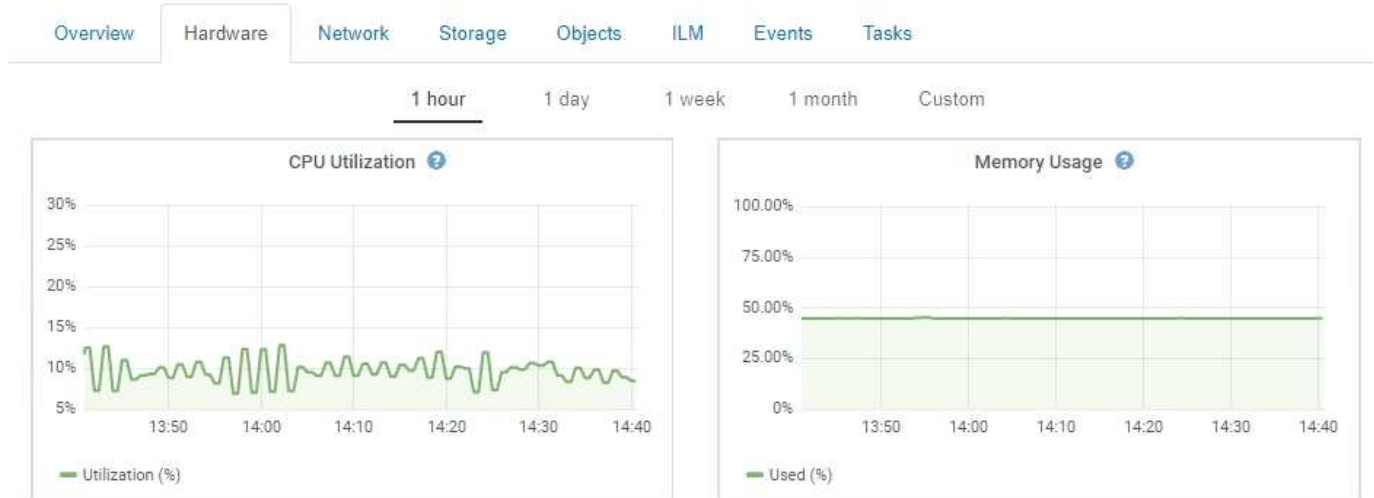 Overview Hardware Network Storage Objects ILM Events Tasks
1 hour 1 day 1 week 1 month Custom
CPU Utilization ?
30%
25%
20%
15%
10%
5%
13:50 14:00 14:10 14:20 14:30 14:40
Utilization (%)
Memory Usage ?
100.00%
75.00%
50.00%
25.00%
0%
13:50 14:00 14:10 14:20 14:30 14:40
Used (%)